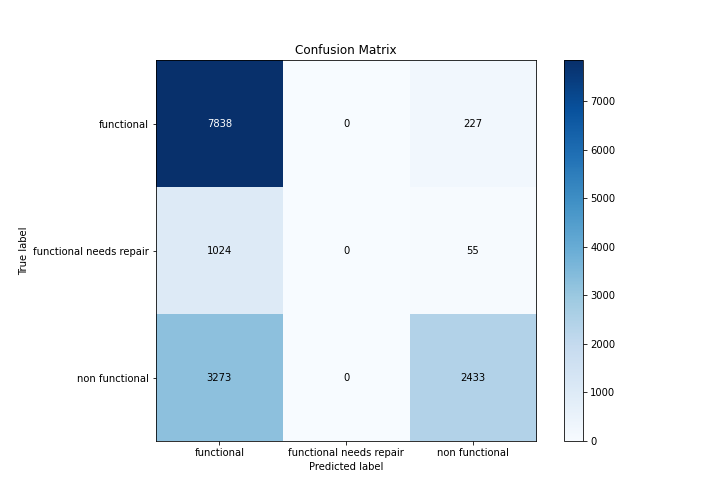 Confusion Matrix
True label
functional
7838
0
227
functional needs repair
1024
0
55
non functional
3273
0
2433
functional
functional needs repair
non functional
Predicted label
7000
6000
5000
4000
3000
2000
1000
0